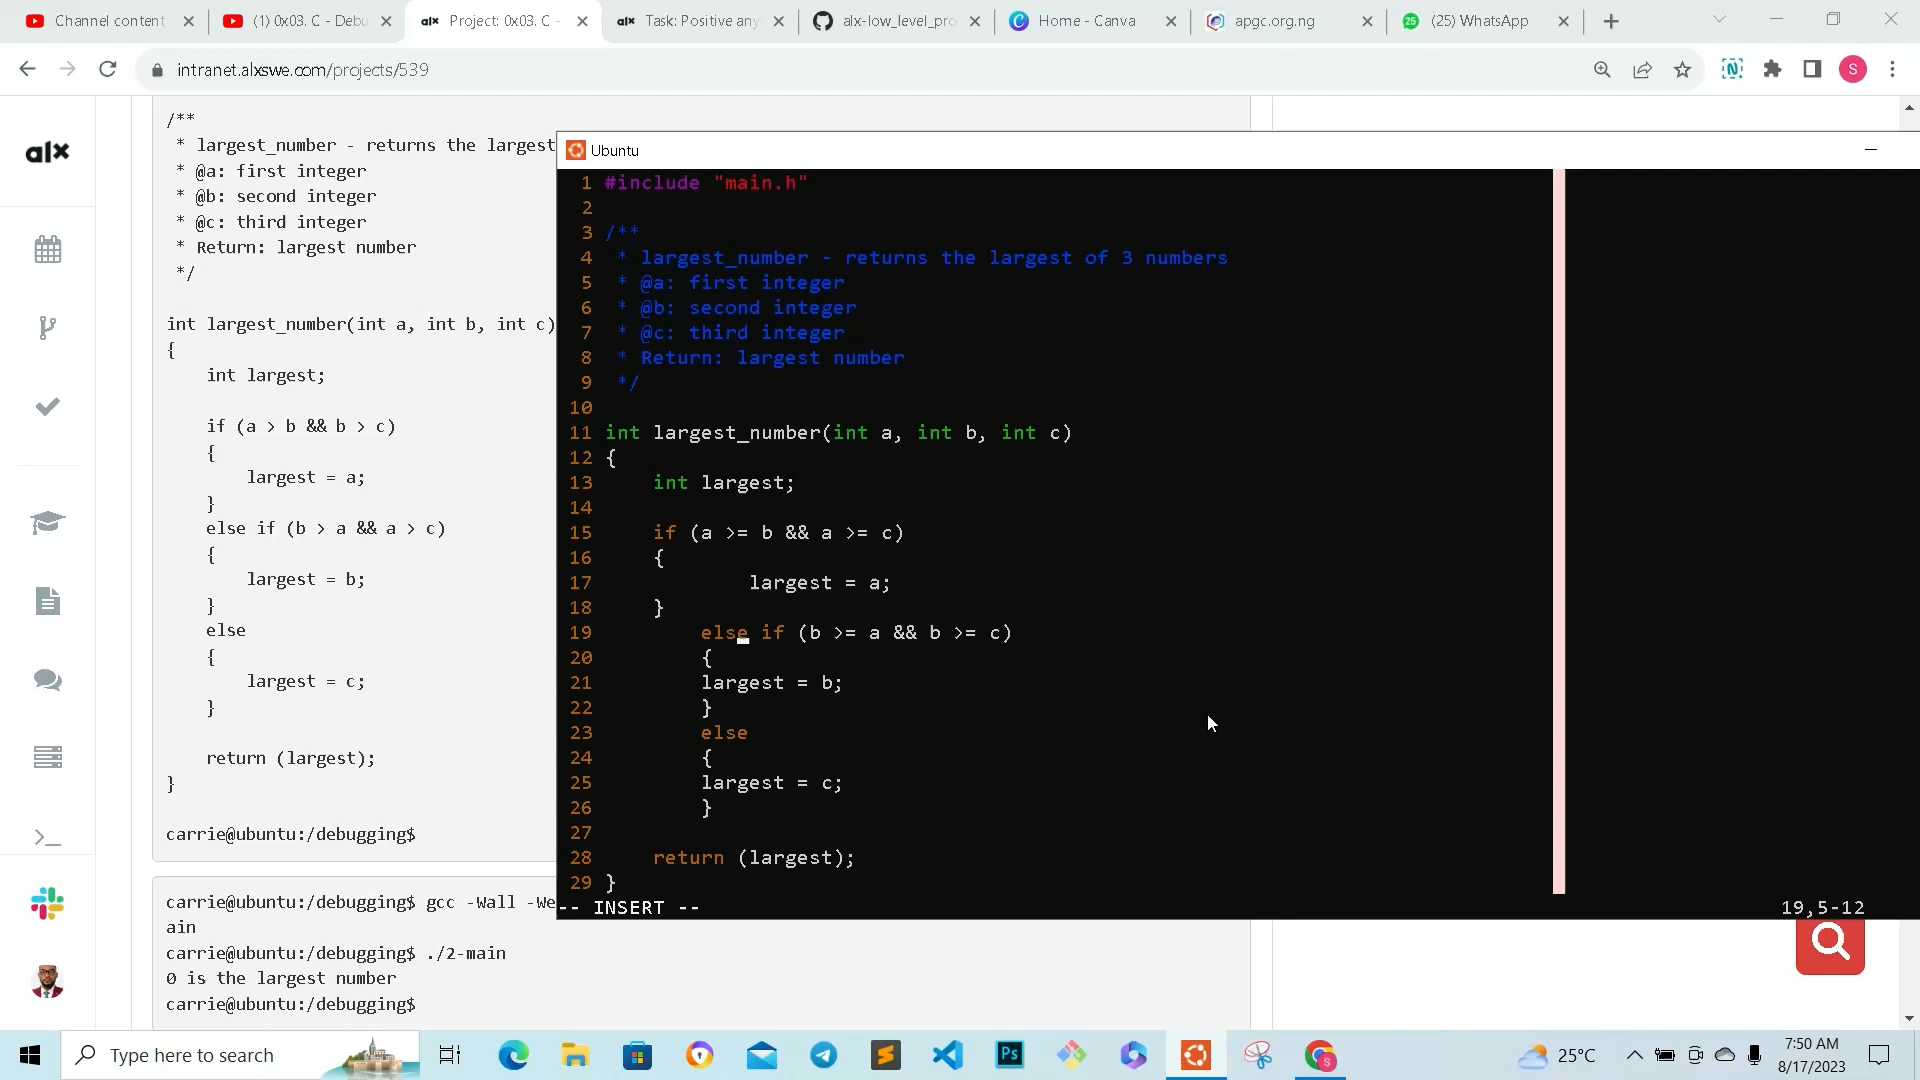 Channel content
(1) 0x03. C - Debu
alx Project: 0x03. C -
alx Task: Positive any
alx-low_level_pro
Home - Canva
apgc.org.ng
25 (25) WhatsApp
intranet.alxswe.com/projects/539
S
alx
/**
* largest_number - returns the largest
* @a: first integer
* @b: second integer
* @c: third integer
* Return: largest number
*/
int largest_number(int a, int b, int c)
{
int largest;
if (a > b && b > c)
{
largest = a;
}
else if (b > a && a > c)
{
largest = b;
}
else
{
largest = c;
}
return (largest);
}
carrie@ubuntu:/debugging$
carrie@ubuntu:/debugging$ gcc -Wall -We
ain
carrie@ubuntu:/debugging$ ./2-main
0 is the largest number
carrie@ubuntu:/debugging$
Ubuntu
1 #include "main.h"
2
3 /**
4 * largest_number - returns the largest of 3 numbers
5 * @a: first integer
6 * @b: second integer
7 * @c: third integer
8 * Return: largest number
9 */
10
11 int largest_number(int a, int b, int c)
12 {
13 int largest;
14
15 if (a >= b && a >= c)
16 {
17 largest = a;
18 }
19 else if (b >= a && b >= c)
20 {
21 largest = b;
22 }
23 else
24 {
25 largest = c;
26 }
27
28 return (largest);
29 }
-- INSERT --
19,5-12
Type here to search
Ps
S
25°C
7:50 AM
8/17/2023